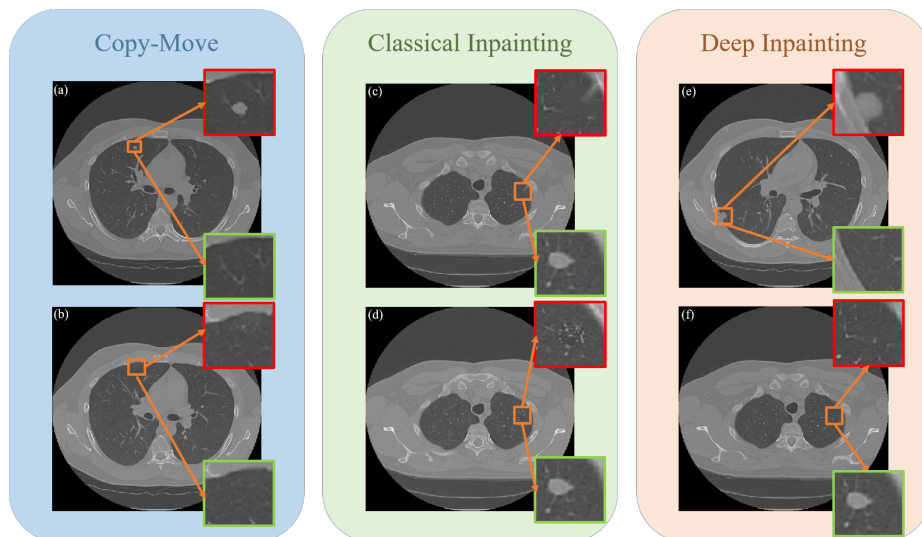 Copy-Move
Classical Inpainting
Deep Inpainting
(a)
(c)
(e)
(b)
(d)
(f)